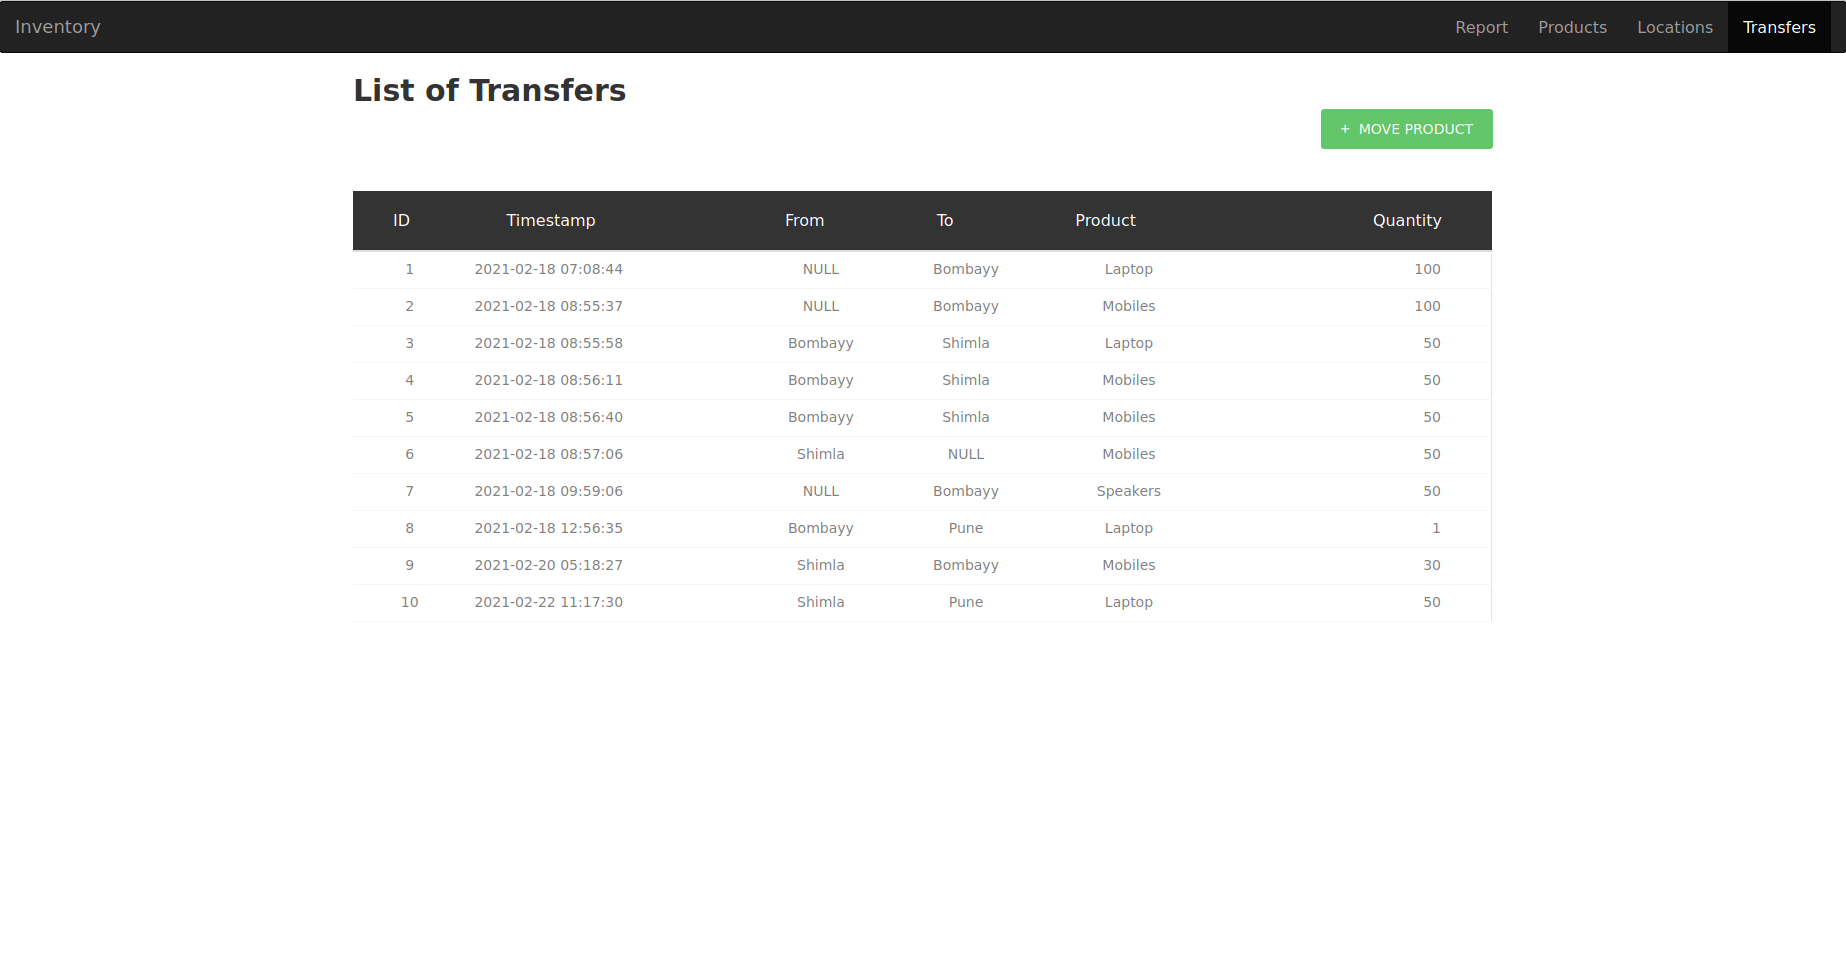 Inventory Report Products Locations Transfers
List of Transfers
+ MOVE PRODUCT
ID Timestamp From To Product Quantity
1 2021-02-18 07:08:44 NULL Bombayy Laptop 100
2 2021-02-18 08:55:37 NULL Bombayy Mobiles 100
3 2021-02-18 08:55:58 Bombayy Shimla Laptop 50
4 2021-02-18 08:56:11 Bombayy Shimla Mobiles 50
5 2021-02-18 08:56:40 Bombayy Shimla Mobiles 50
6 2021-02-18 08:57:06 Shimla NULL Mobiles 50
7 2021-02-18 09:59:06 NULL Bombayy Speakers 50
8 2021-02-18 12:56:35 Bombayy Pune Laptop 1
9 2021-02-20 05:18:27 Shimla Bombayy Mobiles 30
10 2021-02-22 11:17:30 Shimla Pune Laptop 50